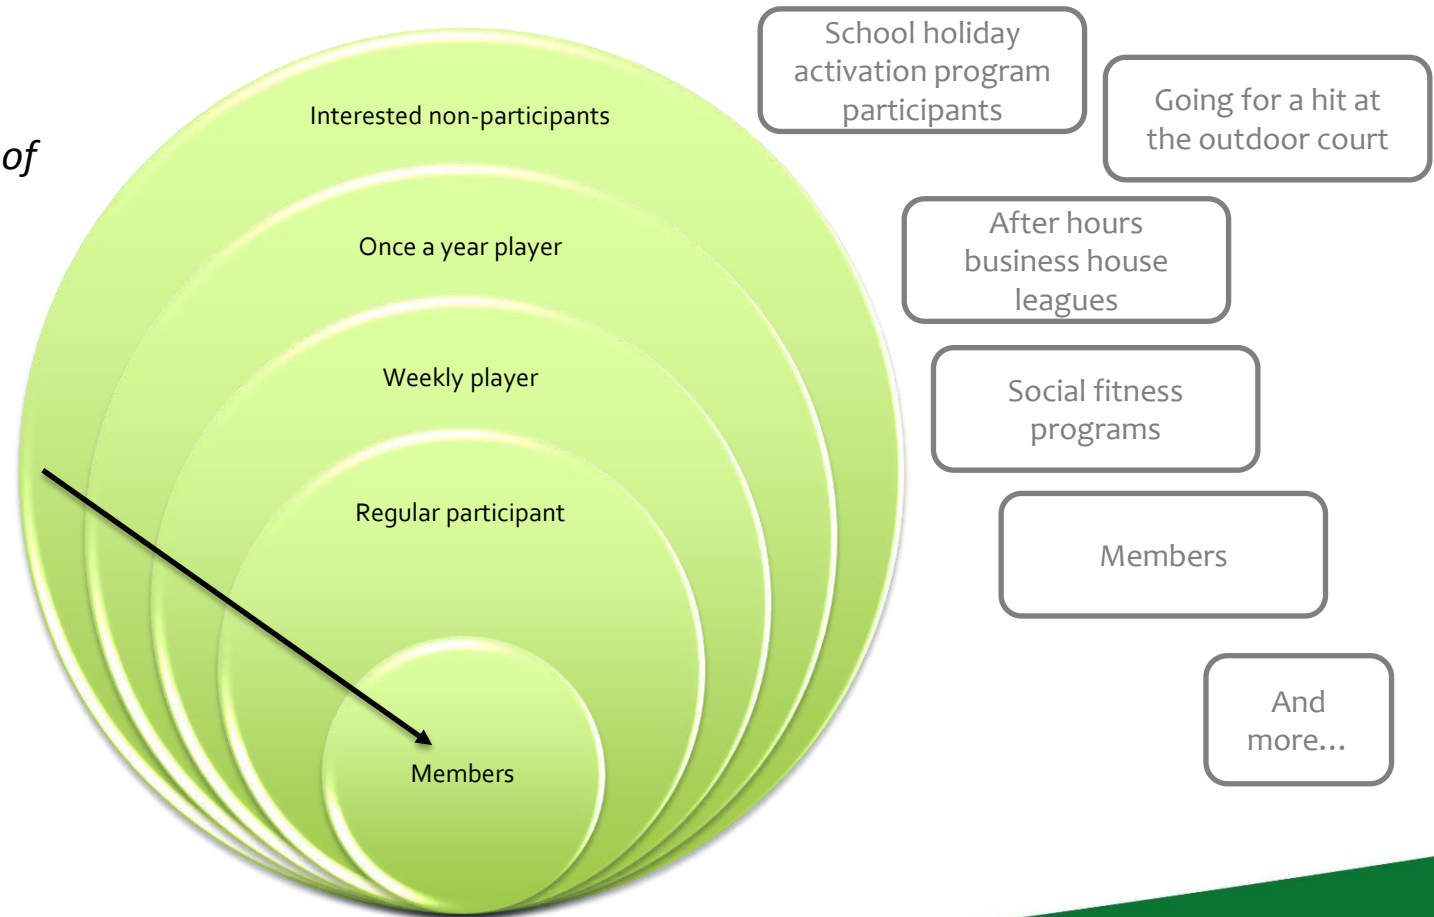 of
Interested non-participants
Once a year player
Weekly player
Regular participant
Members
School holiday
activation program
participants
Going for a hit at
the outdoor court
After hours
business house
leagues
Social fitness
programs
Members
And
more…